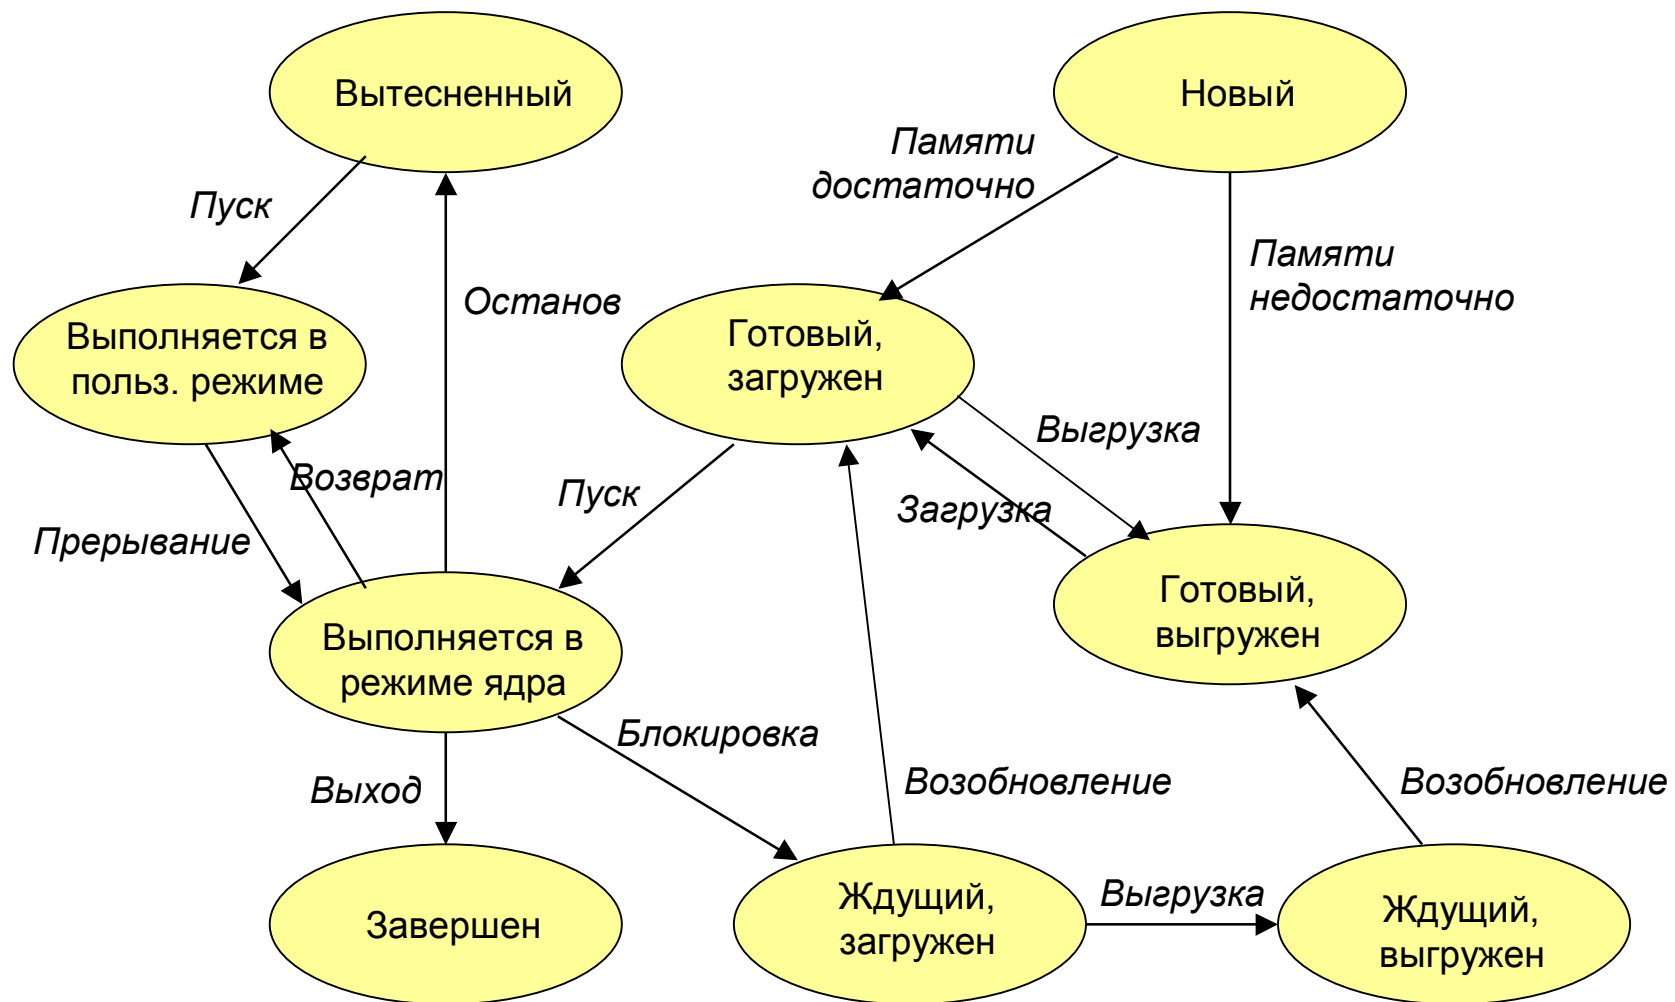 Вытесненный
Новый
Памяти
достаточно
Пуск
Памяти
недостаточно
Останов
Выполняется в
польз. режиме
Готовый,
загружен
Выгрузка
Возврат
Пуск
Загрузка
Прерывание
Готовый,
выгружен
Выполняется в
режиме ядра
Блокировка
Выход
Возобновление
Возобновление
Завершен
Ждущий,
загружен
Выгрузка
Ждущий,
выгружен